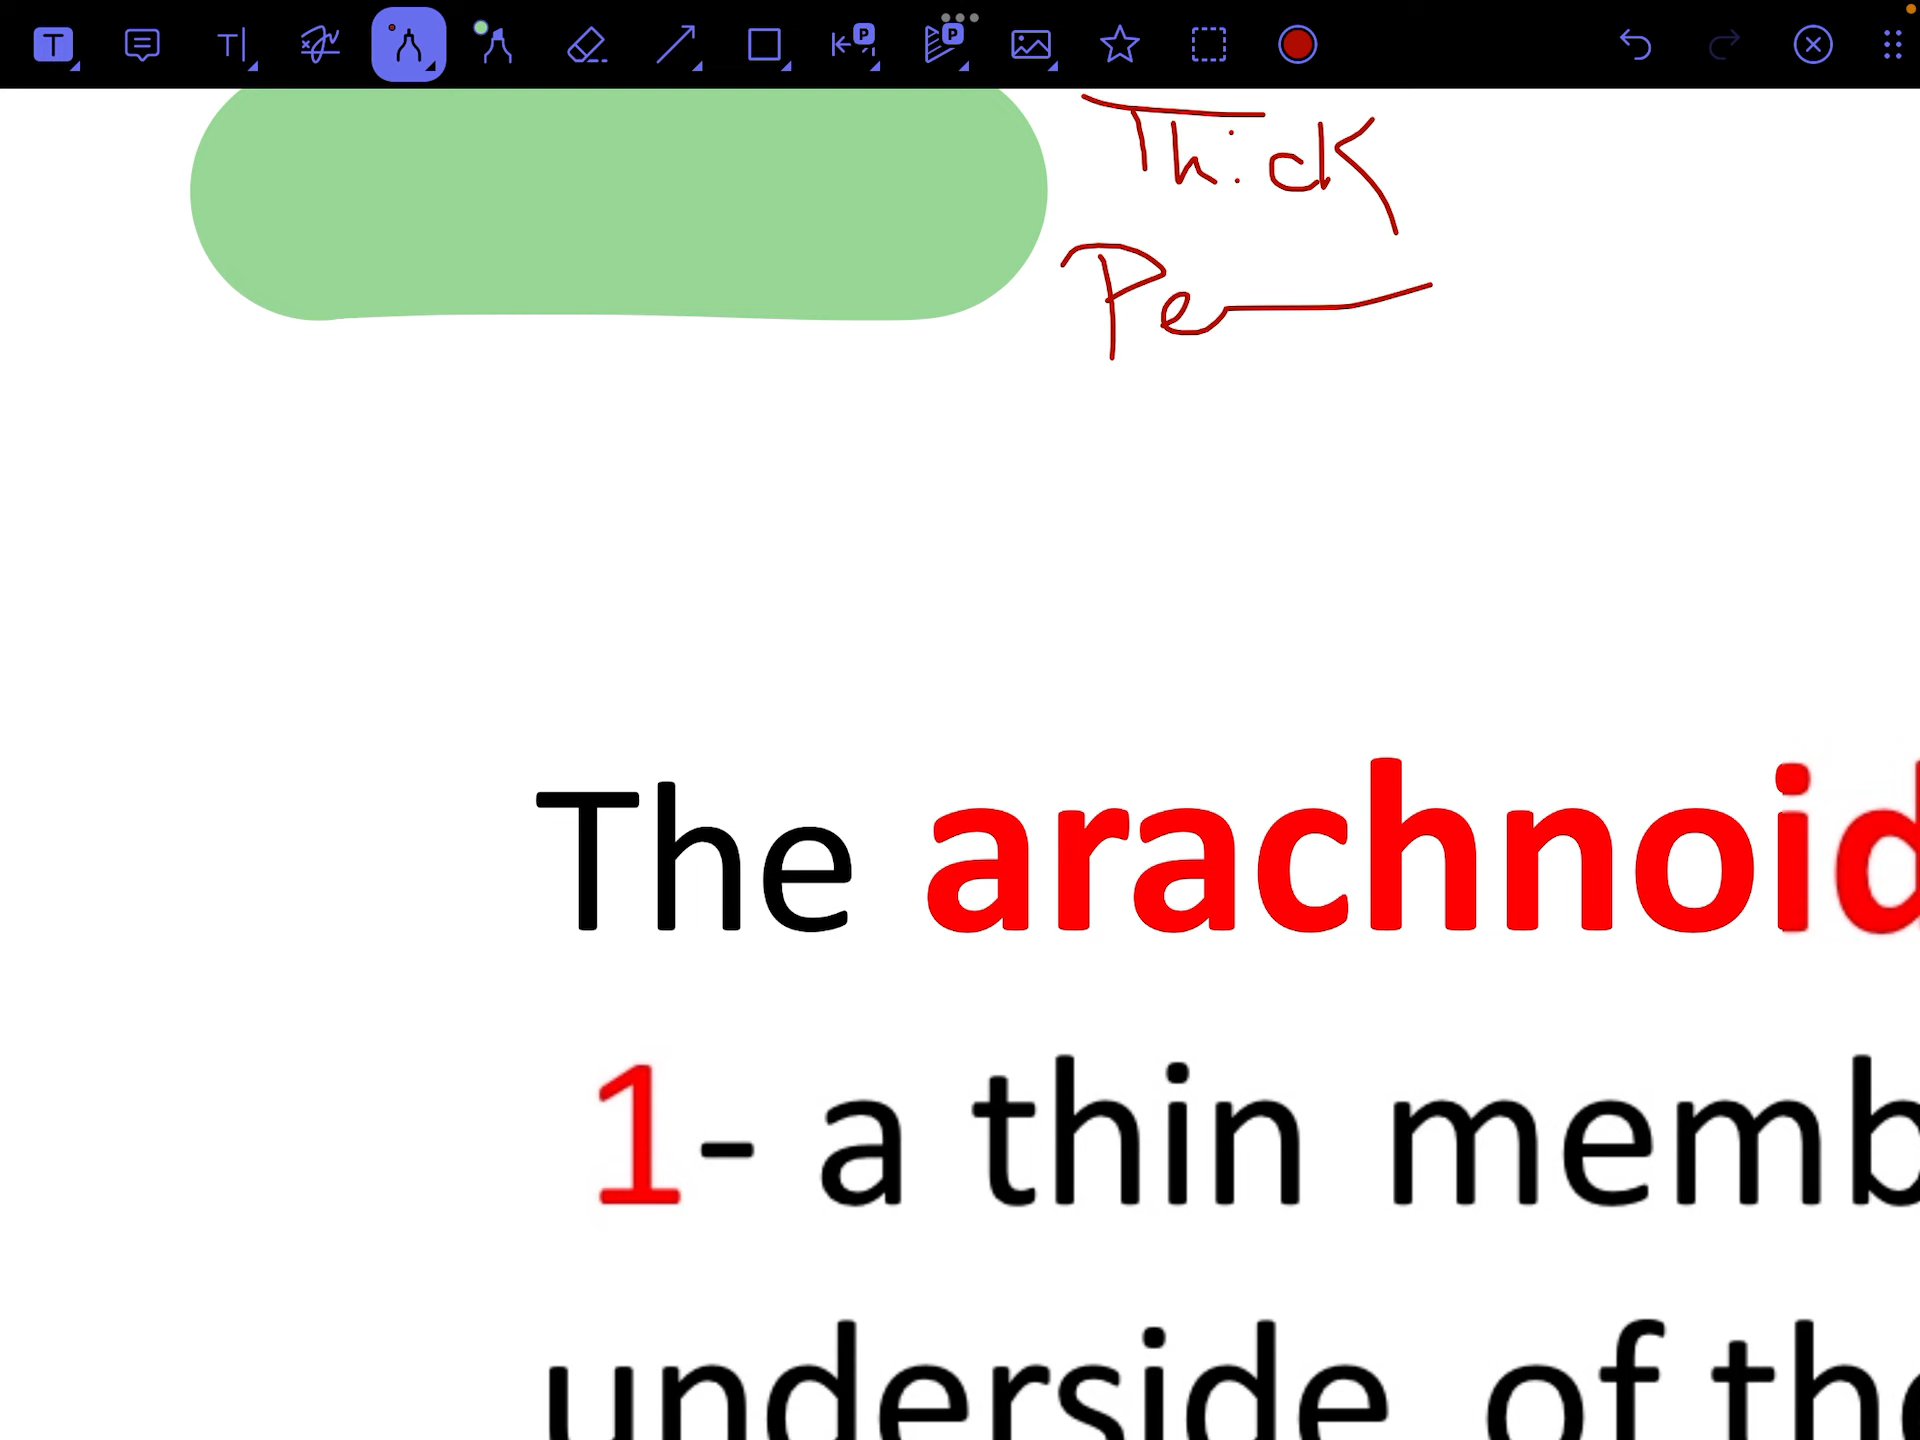 Thick
Pe
The arachnoid
1- a thin memb
underside of the